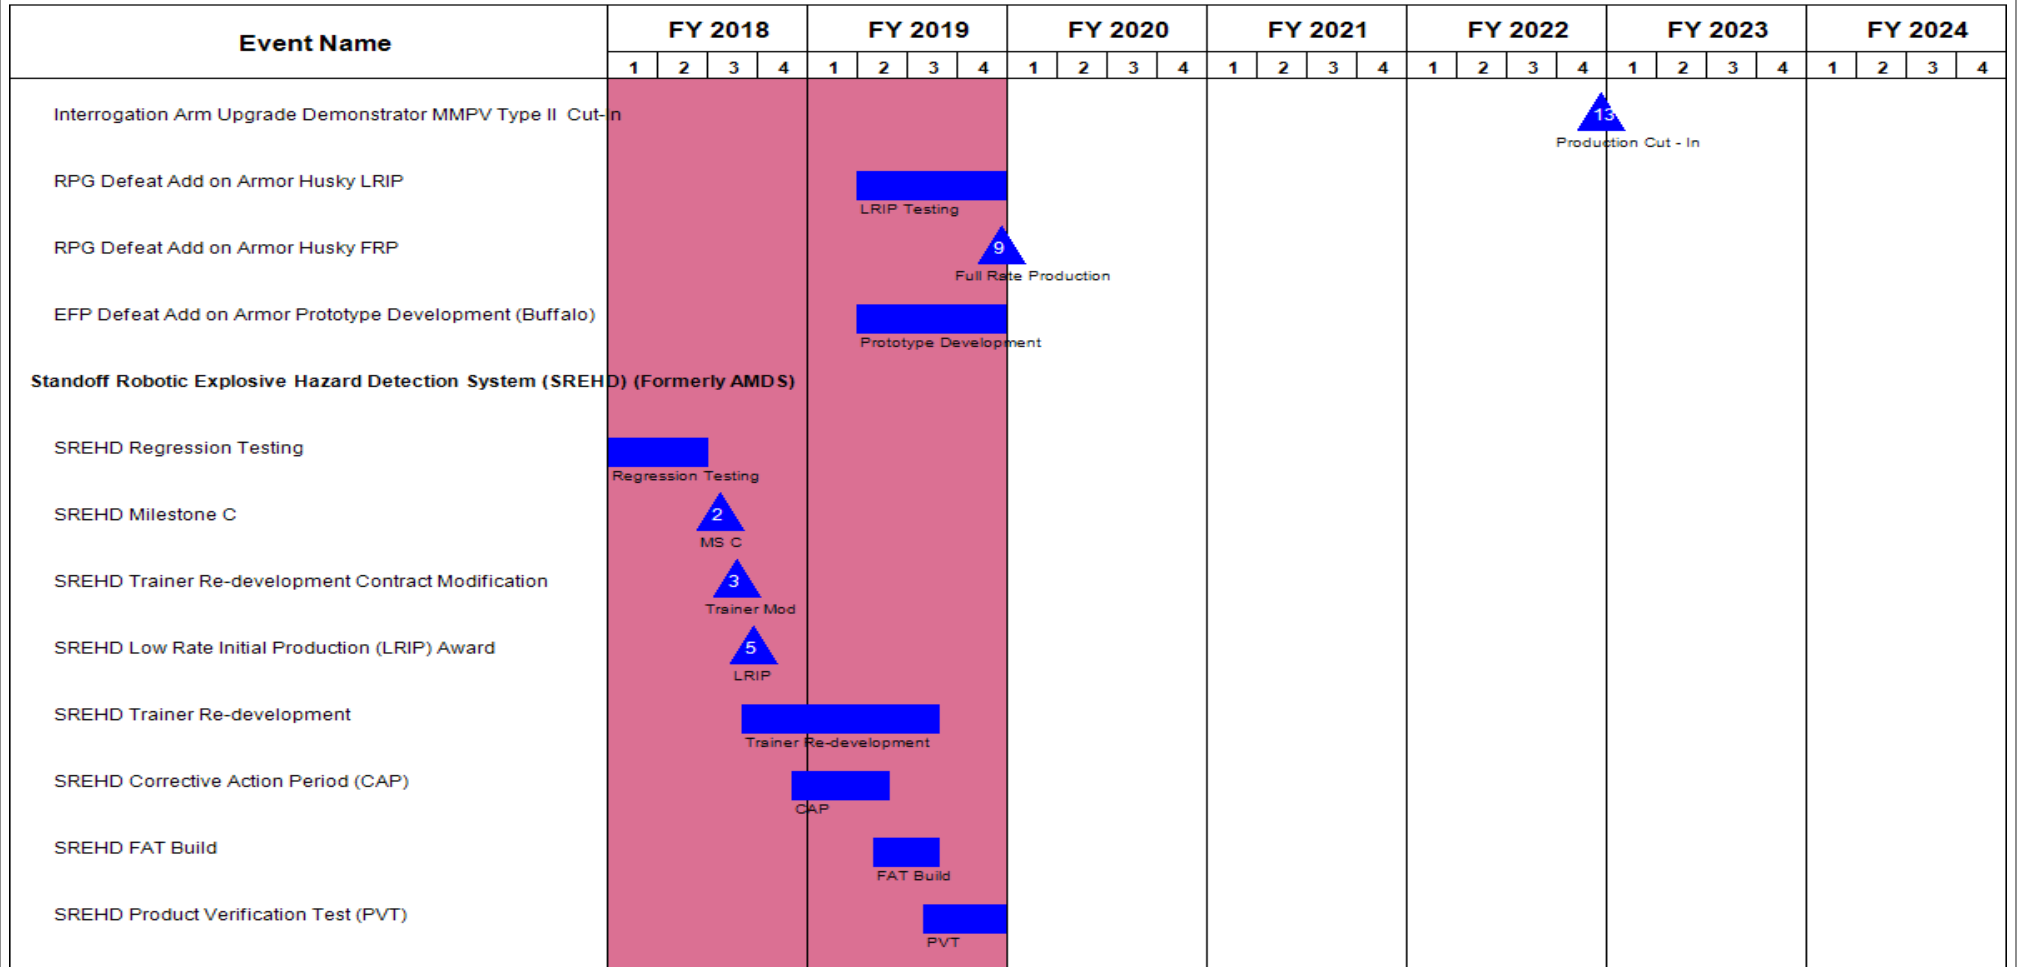 Event Name
FY 2018 FY 2019 FY 2020 FY 2021 FY 2022 FY 2023 FY 2024
1 2 3 4 1 2 3 4 1 2 3 4 1 2 3 4 1 2 3 4 1 2 3 4 1 2 3 4
Interrogation Arm Upgrade Demonstrator MMPV Type II Cut-In
13
Production Cut - In
RPG Defeat Add on Armor Husky LRIP
LRIP Testing
RPG Defeat Add on Armor Husky FRP
9
Full Rate Production
EFP Defeat Add on Armor Prototype Development (Buffalo)
Prototype Development
Standoff Robotic Explosive Hazard Detection System (SREHD) (Formerly AMDS)
SREHD Regression Testing
Regression Testing
SREHD Milestone C
2
MS C
SREHD Trainer Re-development Contract Modification
3
Trainer Mod
SREHD Low Rate Initial Production (LRIP) Award
5
LRIP
SREHD Trainer Re-development
Trainer Re-development
SREHD Corrective Action Period (CAP)
CAP
SREHD FAT Build
FAT Build
SREHD Product Verification Test (PVT)
PVT